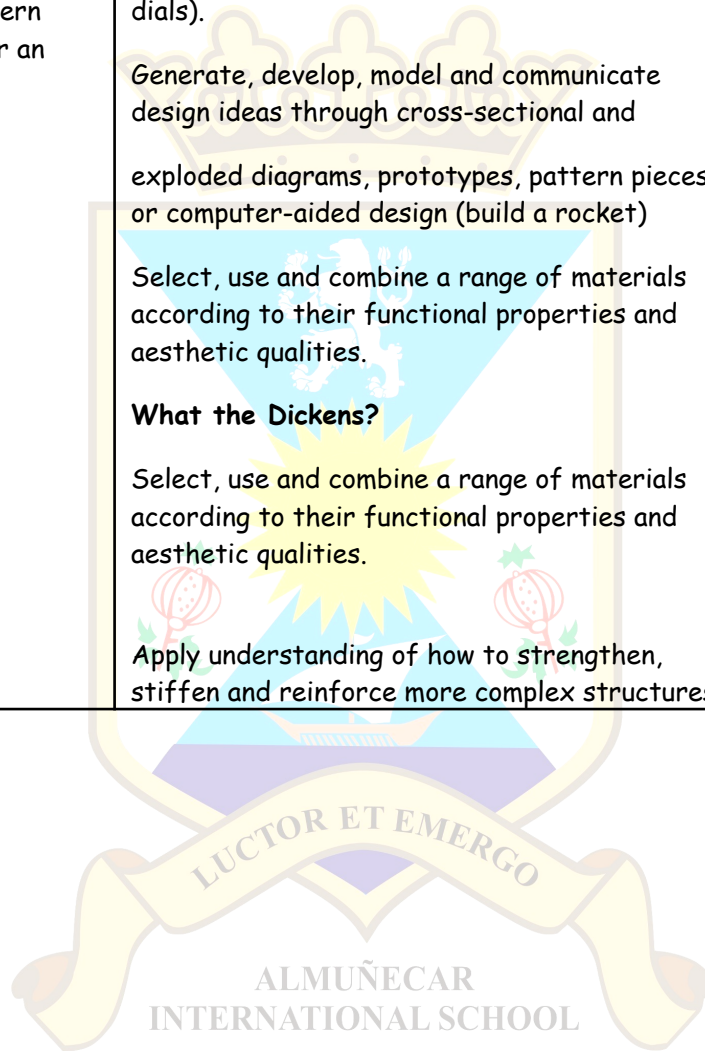 ern
r an
dials).
Generate, develop, model and communicate
design ideas through cross-sectional and
exploded diagrams, prototypes, pattern pieces
or computer-aided design (build a rocket)
Select, use and combine a range of materials
according to their functional properties and
aesthetic qualities.
What the Dickens?
Select, use and combine a range of materials
according to their functional properties and
aesthetic qualities.
Apply understanding of how to strengthen,
stiffen and reinforce more complex structures
LUCTOR ET EMERGO
ALMUÑECAR
INTERNATIONAL SCHOOL